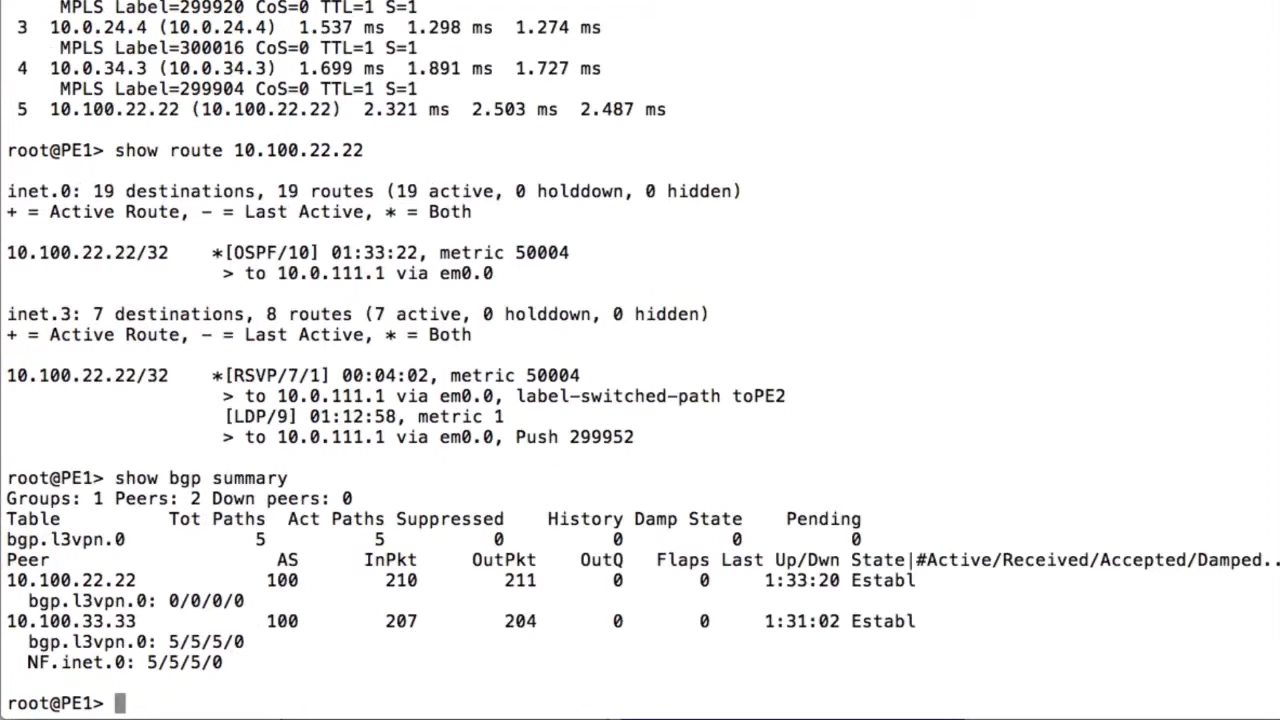 MPLS Label=299920 CoS=0 TTL=1 S=1
3  10.0.24.4 (10.0.24.4)  1.537 ms  1.298 ms  1.274 ms
MPLS Label=300016 CoS=0 TTL=1 S=1
4  10.0.34.3 (10.0.34.3)  1.699 ms  1.891 ms  1.727 ms
MPLS Label=299904 CoS=0 TTL=1 S=1
5  10.100.22.22 (10.100.22.22)  2.321 ms  2.503 ms  2.487 ms
root@PE1> show route 10.100.22.22
inet.0: 19 destinations, 19 routes (19 active, 0 holddown, 0 hidden)
+ = Active Route, - = Last Active, * = Both
10.100.22.22/32    *[OSPF/10] 01:33:22, metric 50004
> to 10.0.111.1 via em0.0
inet.3: 7 destinations, 8 routes (7 active, 0 holddown, 0 hidden)
+ = Active Route, - = Last Active, * = Both
10.100.22.22/32    *[RSVP/7/1] 00:04:02, metric 50004
> to 10.0.111.1 via em0.0, label-switched-path toPE2
[LDP/9] 01:12:58, metric 1
> to 10.0.111.1 via em0.0, Push 299952
root@PE1> show bgp summary
Groups: 1 Peers: 2 Down peers: 0
Table          Tot Paths  Act Paths Suppressed    History Damp State    Pending
bgp.l3vpn.0            5          5          0          0          0          0
Peer                     AS      InPkt     OutPkt    OutQ   Flaps Last Up/Dwn State|#Active/Received/Accepted/Damped..
10.100.22.22            100        210        211       0       0     1:33:20 Establ
bgp.l3vpn.0: 0/0/0/0
10.100.33.33            100        207        204       0       0     1:31:02 Establ
bgp.l3vpn.0: 5/5/5/0
NF.inet.0: 5/5/5/0
root@PE1>